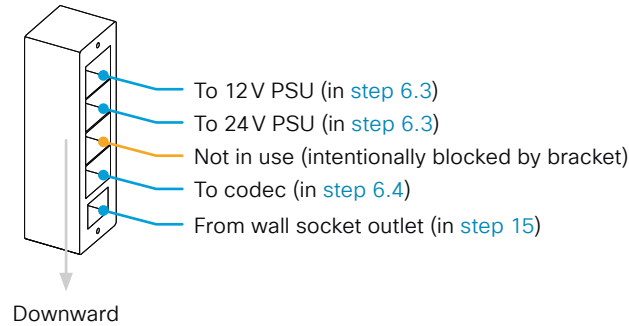 To 12 V PSU (in step 6.3)
To 24 V PSU (in step 6.3)
Not in use (intentionally blocked by bracket)
To codec (in step 6.4)
From wall socket outlet (in step 15)
Downward